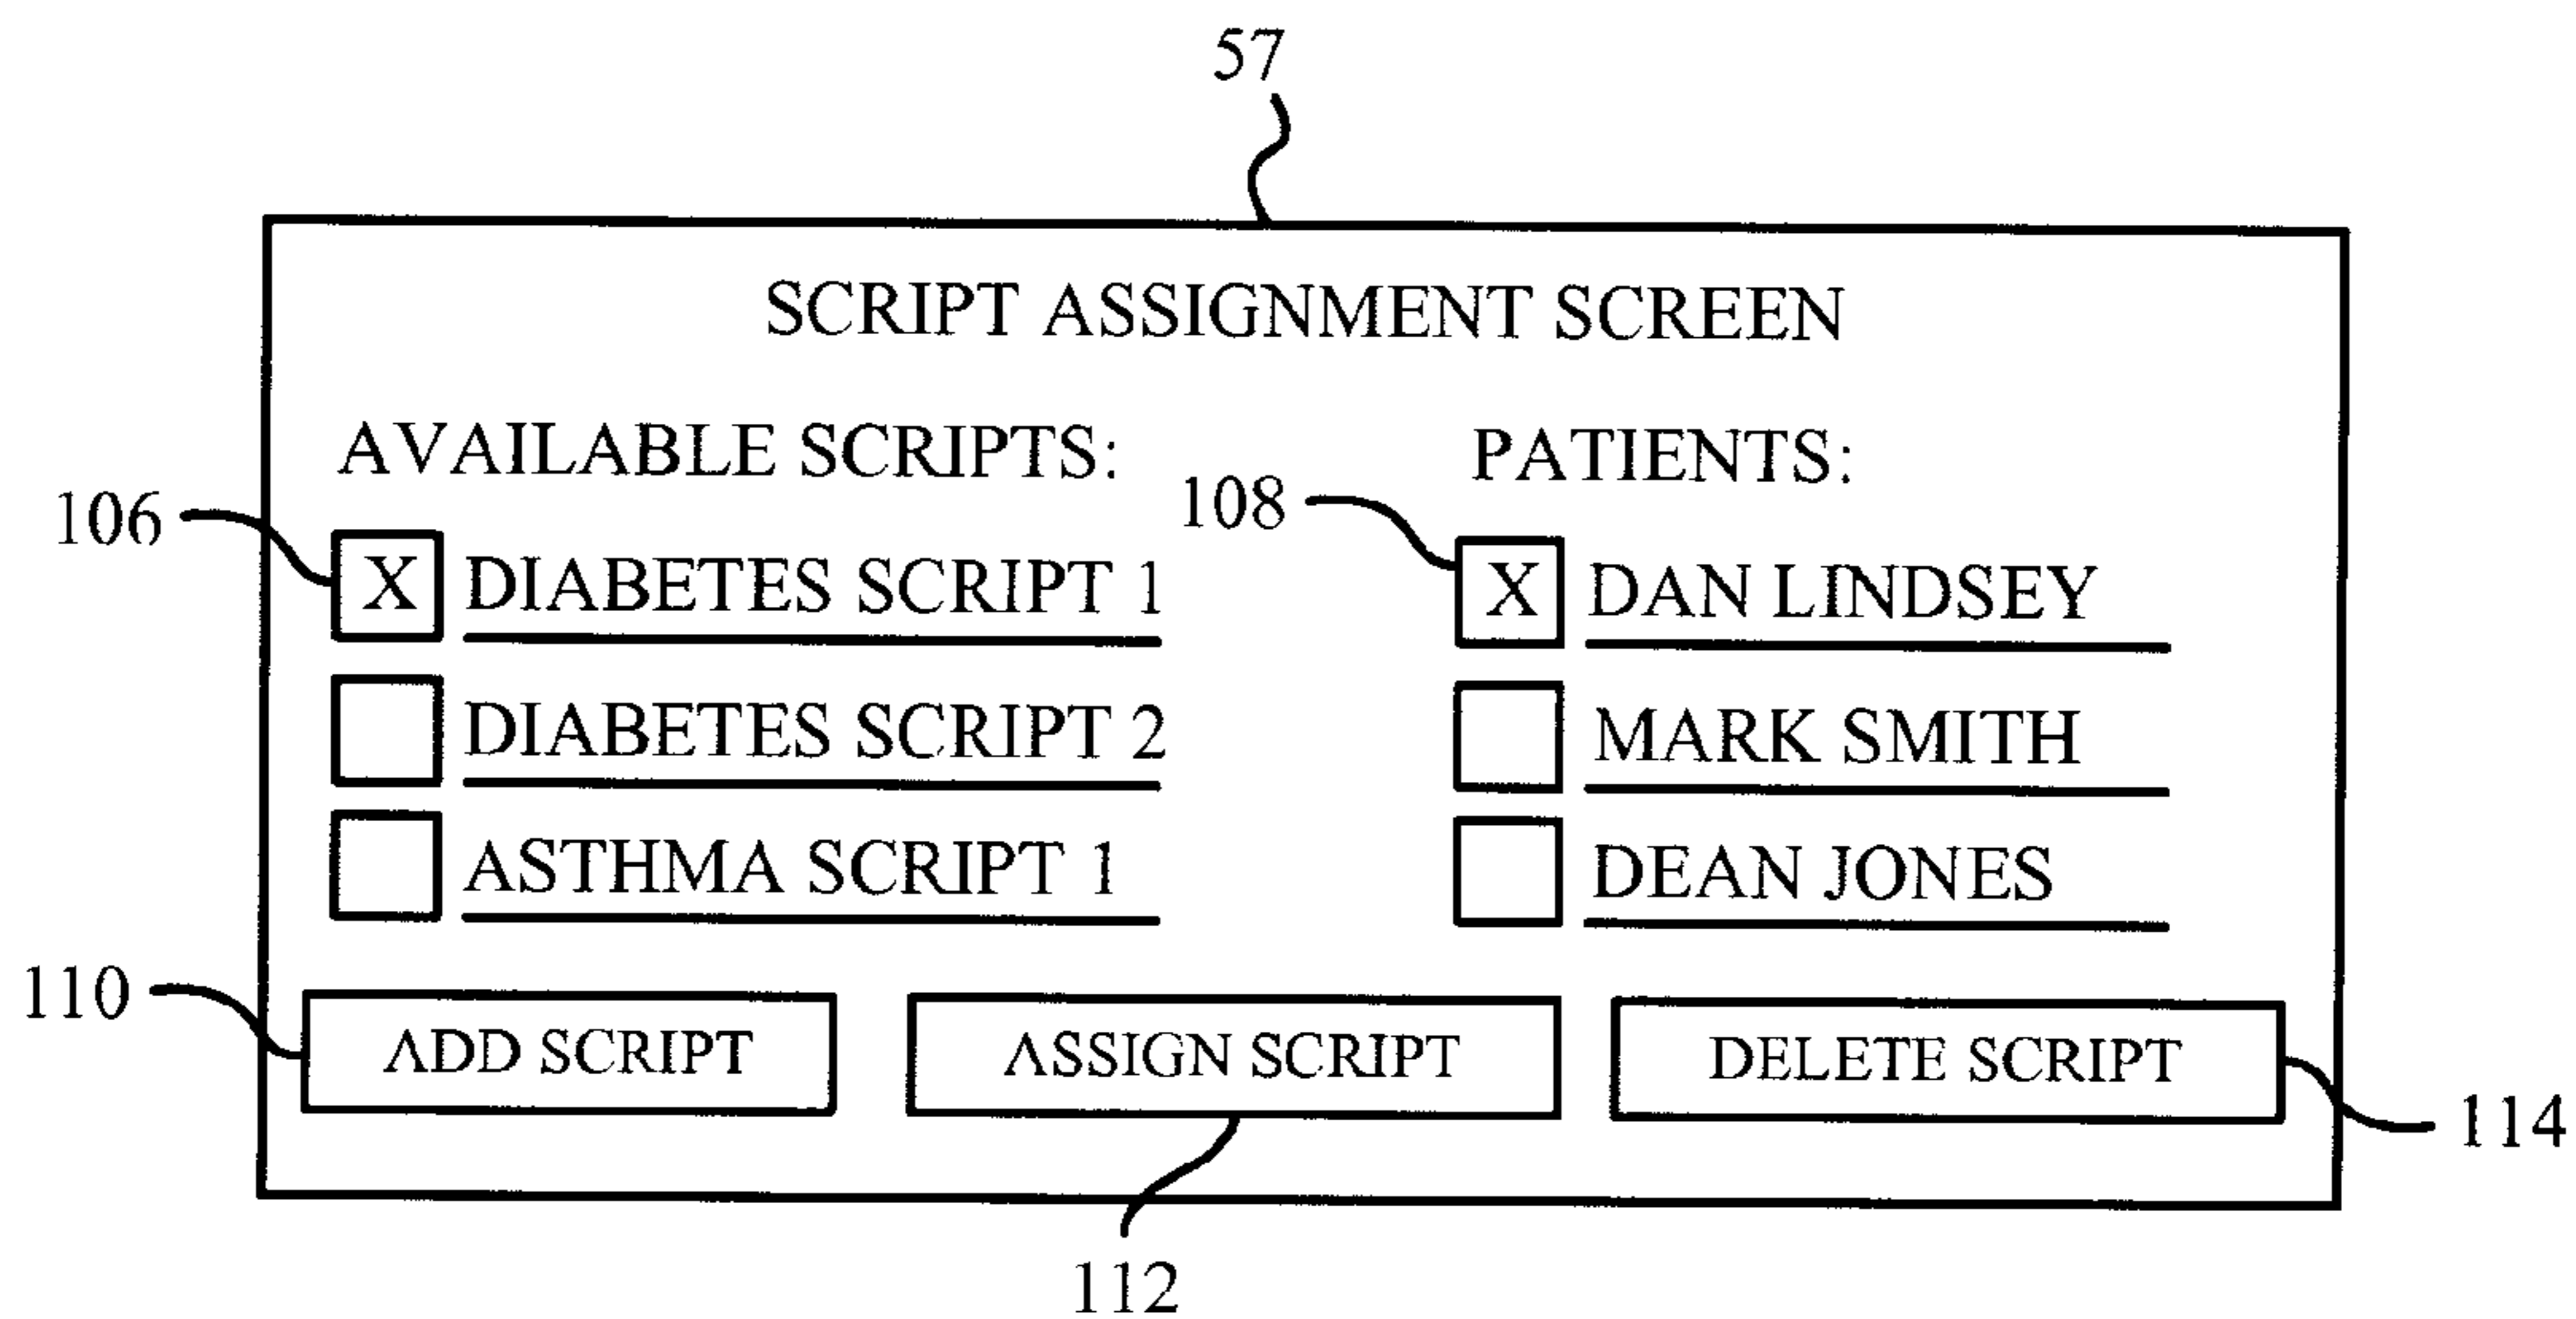 57
SCRIPT ASSIGNMENT SCREEN
AVAILABLE SCRIPTS:
PATIENTS:
106
X DIABETES SCRIPT 1
DIABETES SCRIPT 2
ASTHMA SCRIPT 1
108
X DAN LINDSEY
MARK SMITH
DEAN JONES
110
ADD SCRIPT
ASSIGN SCRIPT
DELETE SCRIPT
112
114